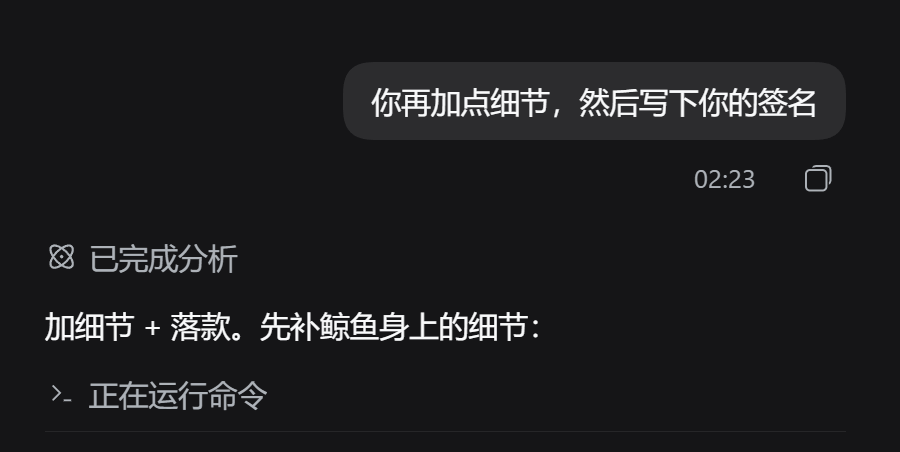 你再加点细节，然后写下你的签名
02:23
已完成分析
加细节 + 落款。先补鲸鱼身上的细节：
>_ 正在运行命令